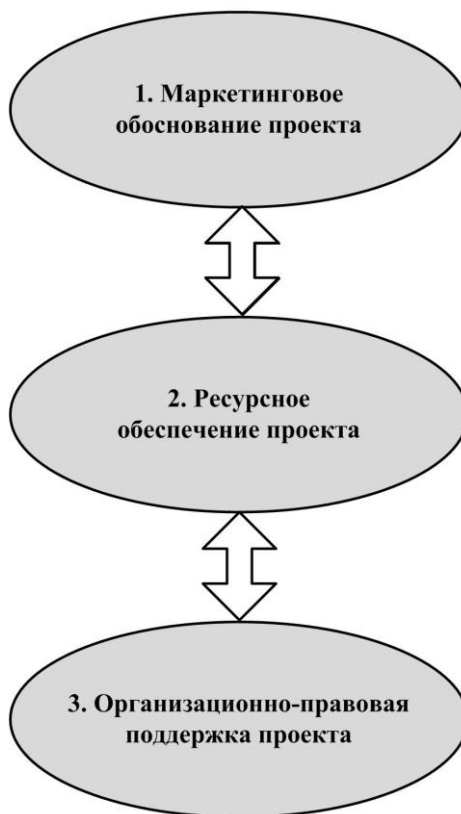 1. Маркетинговое
обоснование проекта
2. Ресурсное
обеспечение проекта
3. Организационно-правовая
поддержка проекта